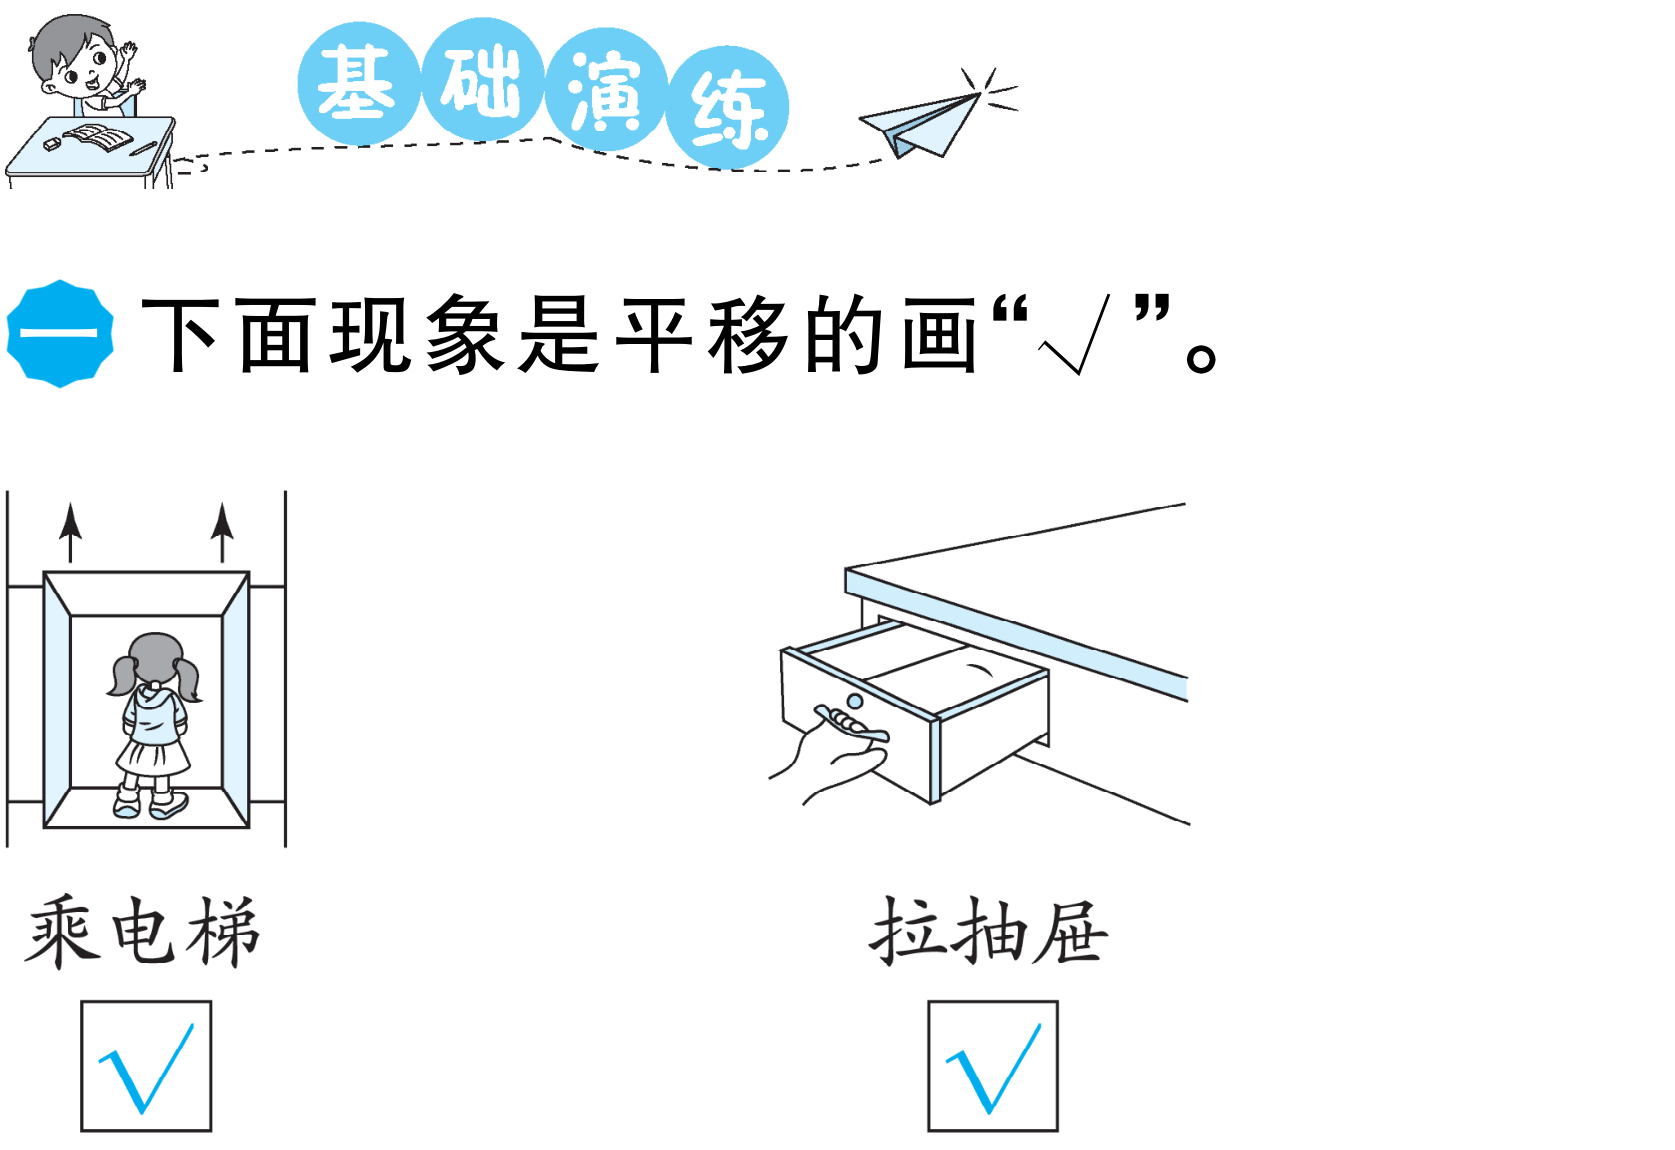 基础演练
一 下面现象是平移的画“√”。
乘电梯 拉抽屉
√ √